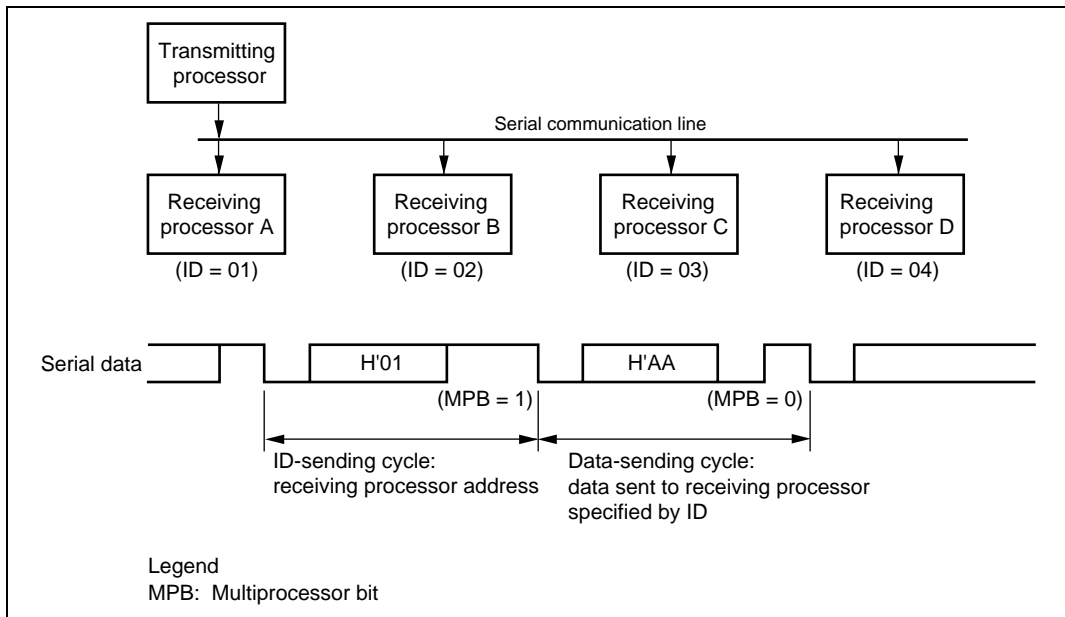 Transmitting
processor
Serial communication line
Receiving
processor A
Receiving
processor B
Receiving
processor C
Receiving
processor D
(ID = 01)
(ID = 02)
(ID = 03)
(ID = 04)
Serial data
H'01
H'AA
(MPB = 1)
(MPB = 0)
ID-sending cycle:
receiving processor address
Data-sending cycle:
data sent to receiving processor
specified by ID
Legend
MPB: Multiprocessor bit